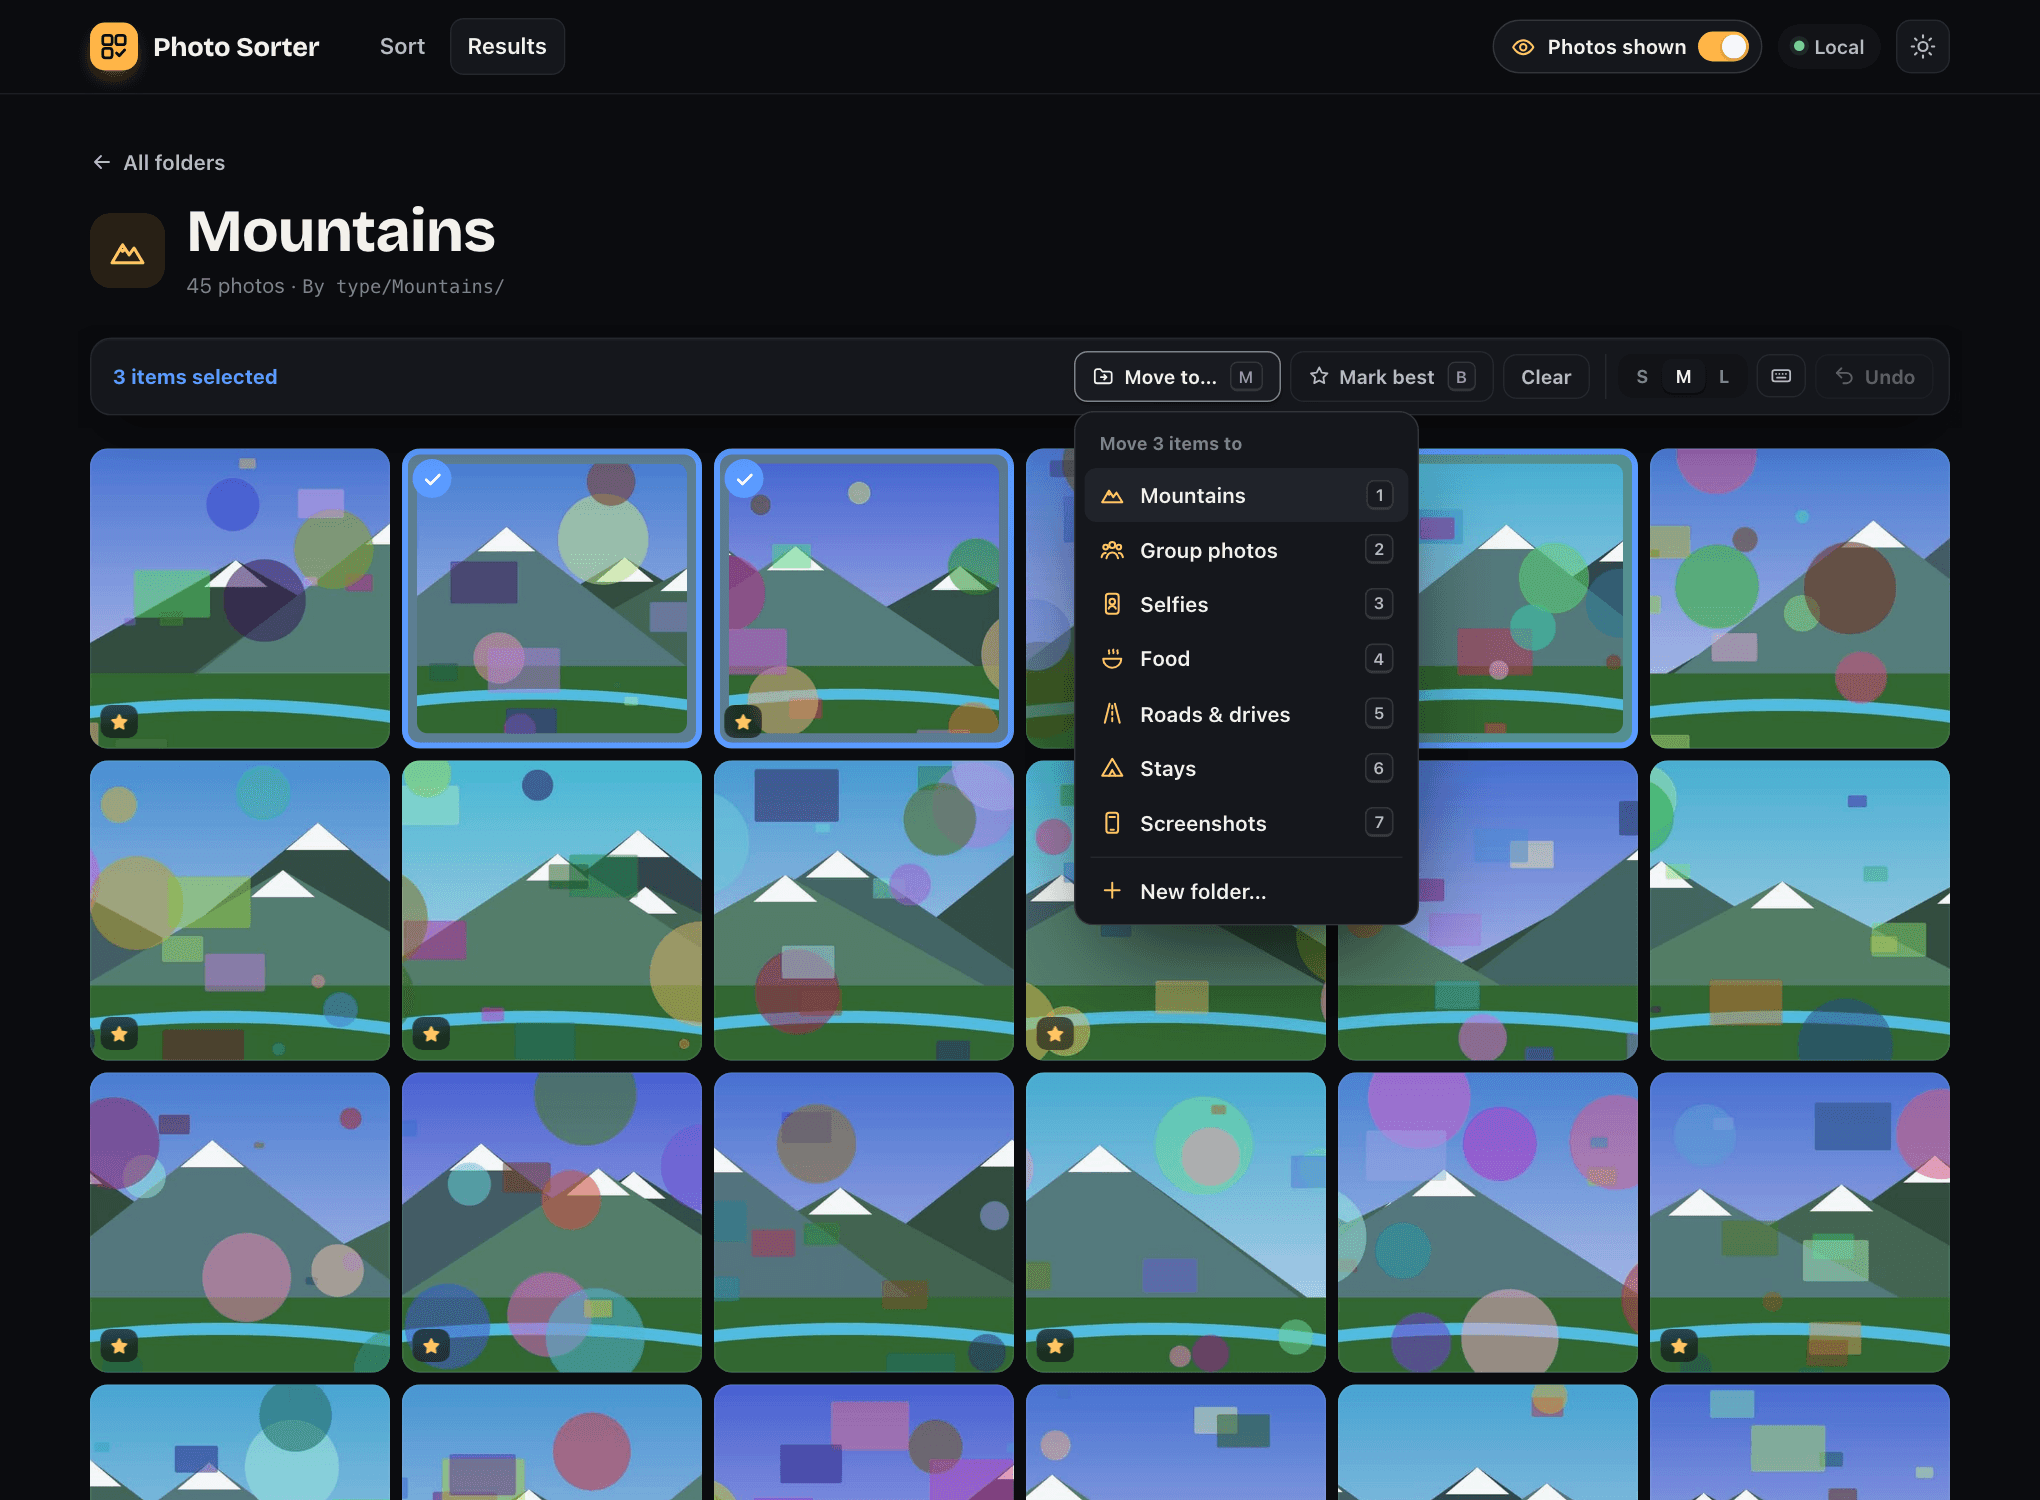 Photo Sorter
Sort
Results
Photos shown
Local
All folders
Mountains
45 photos · By type/Mountains/
3 items selected
Move to... M
Mark best B
Clear
S M L
Undo
Move 3 items to
Mountains 1
Group photos 2
Selfies 3
Food 4
Roads & drives 5
Stays 6
Screenshots 7
New folder...